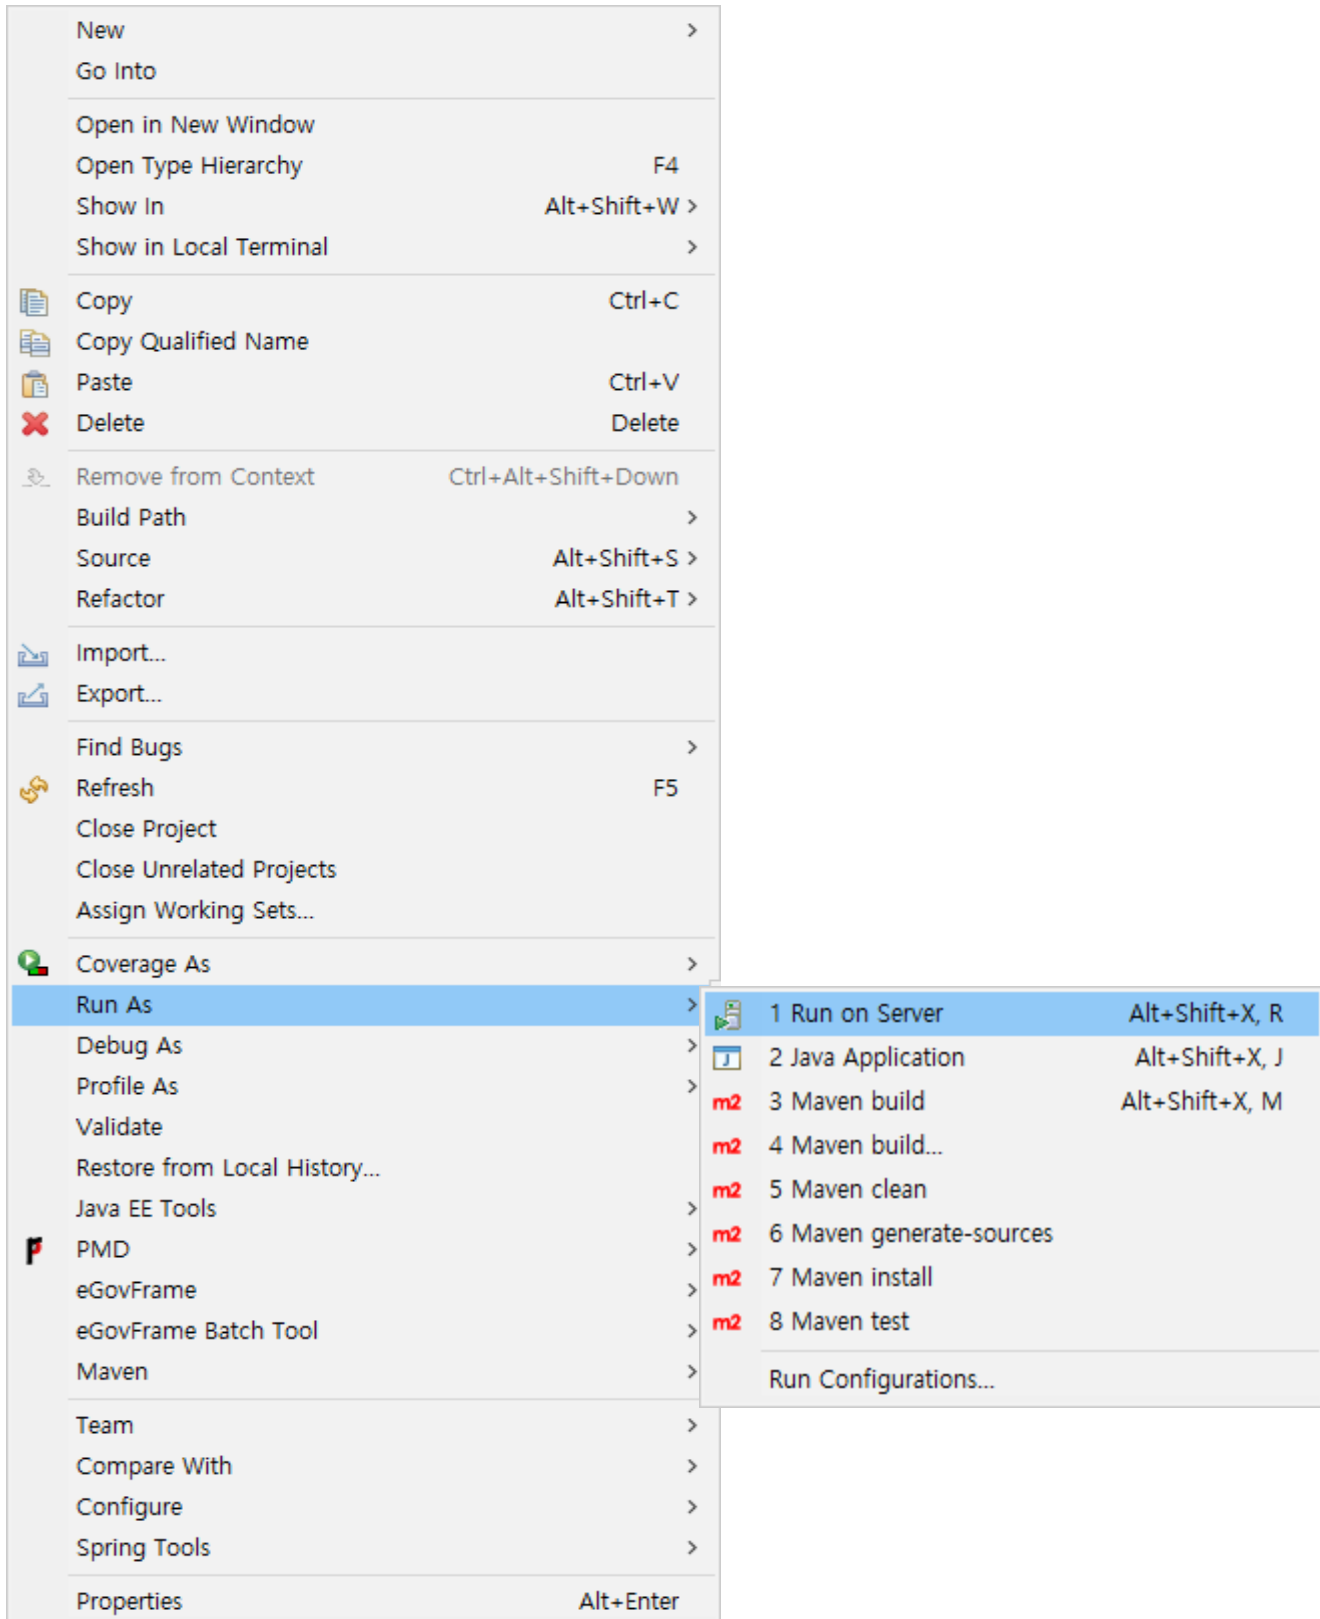 New >
Go Into
Open in New Window
Open Type Hierarchy F4
Show In Alt+Shift+W >
Show in Local Terminal >
Copy Ctrl+C
Copy Qualified Name
Paste Ctrl+V
Delete Delete
Remove from Context Ctrl+Alt+Shift+Down
Build Path >
Source Alt+Shift+S >
Refactor Alt+Shift+T >
Import...
Export...
Find Bugs >
Refresh F5
Close Project
Close Unrelated Projects
Assign Working Sets...
Coverage As >
Run As >
Debug As >
Profile As >
Validate
Restore from Local History...
Java EE Tools >
PMD >
eGovFrame >
eGovFrame Batch Tool >
Maven >
Team >
Compare With >
Configure >
Spring Tools >
Properties Alt+Enter
1 Run on Server Alt+Shift+X, R
J 2 Java Application Alt+Shift+X, J
m2 3 Maven build Alt+Shift+X, M
m2 4 Maven build...
m2 5 Maven clean
m2 6 Maven generate-sources
m2 7 Maven install
m2 8 Maven test
Run Configurations...